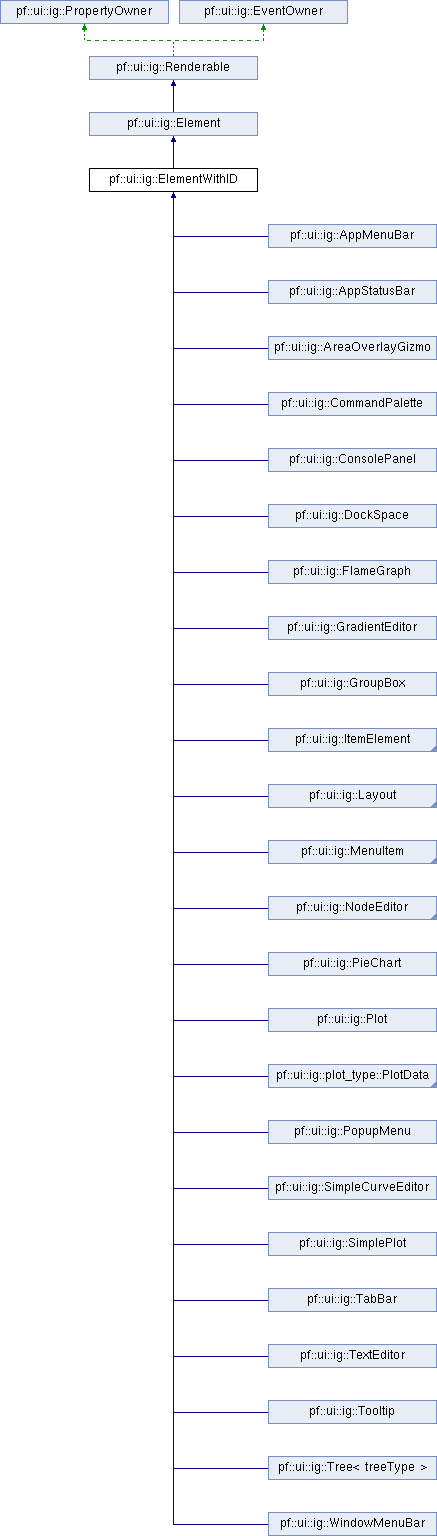 pf::ui::ig::PropertyOwner
pf::ui::ig::EventOwner
pf::ui::ig::Renderable
pf::ui::ig::Element
pf::ui::ig::ElementWithID
pf::ui::ig::AppMenuBar
pf::ui::ig::AppStatusBar
pf::ui::ig::AreaOverlayGizmo
pf::ui::ig::CommandPalette
pf::ui::ig::ConsolePanel
pf::ui::ig::DockSpace
pf::ui::ig::FlameGraph
pf::ui::ig::GradientEditor
pf::ui::ig::GroupBox
pf::ui::ig::ItemElement
pf::ui::ig::Layout
pf::ui::ig::MenuItem
pf::ui::ig::NodeEditor
pf::ui::ig::PieChart
pf::ui::ig::Plot
pf::ui::ig::plot_type::PlotData
pf::ui::ig::PopupMenu
pf::ui::ig::SimpleCurveEditor
pf::ui::ig::SimplePlot
pf::ui::ig::TabBar
pf::ui::ig::TextEditor
pf::ui::ig::Tooltip
pf::ui::ig::Tree< treeType >
pf::ui::ig::WindowMenuBar